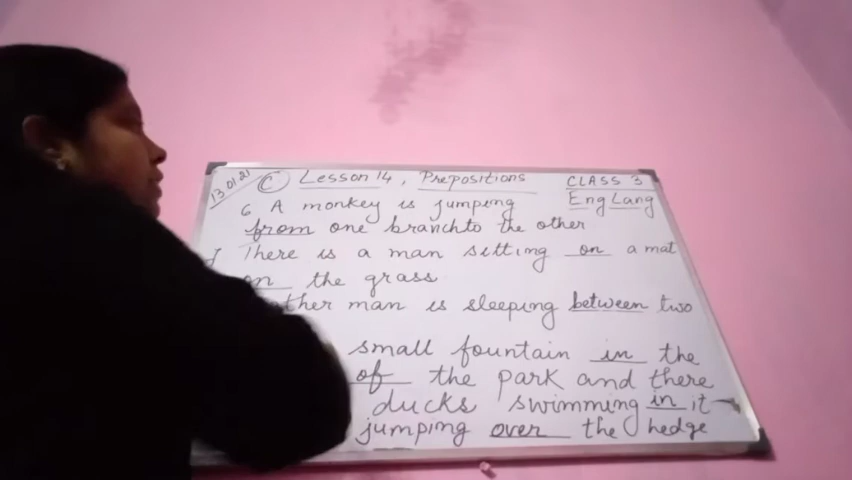 13.01.21 C Lesson 14, Prepositions CLASS 3
Eng Lang
6 A monkey is jumping
from one branch to the other
There is a man sitting on a mat
on the grass
man is sleeping between two
small fountain in the
of the park and there
ducks swimming in it
jumping over the hedge